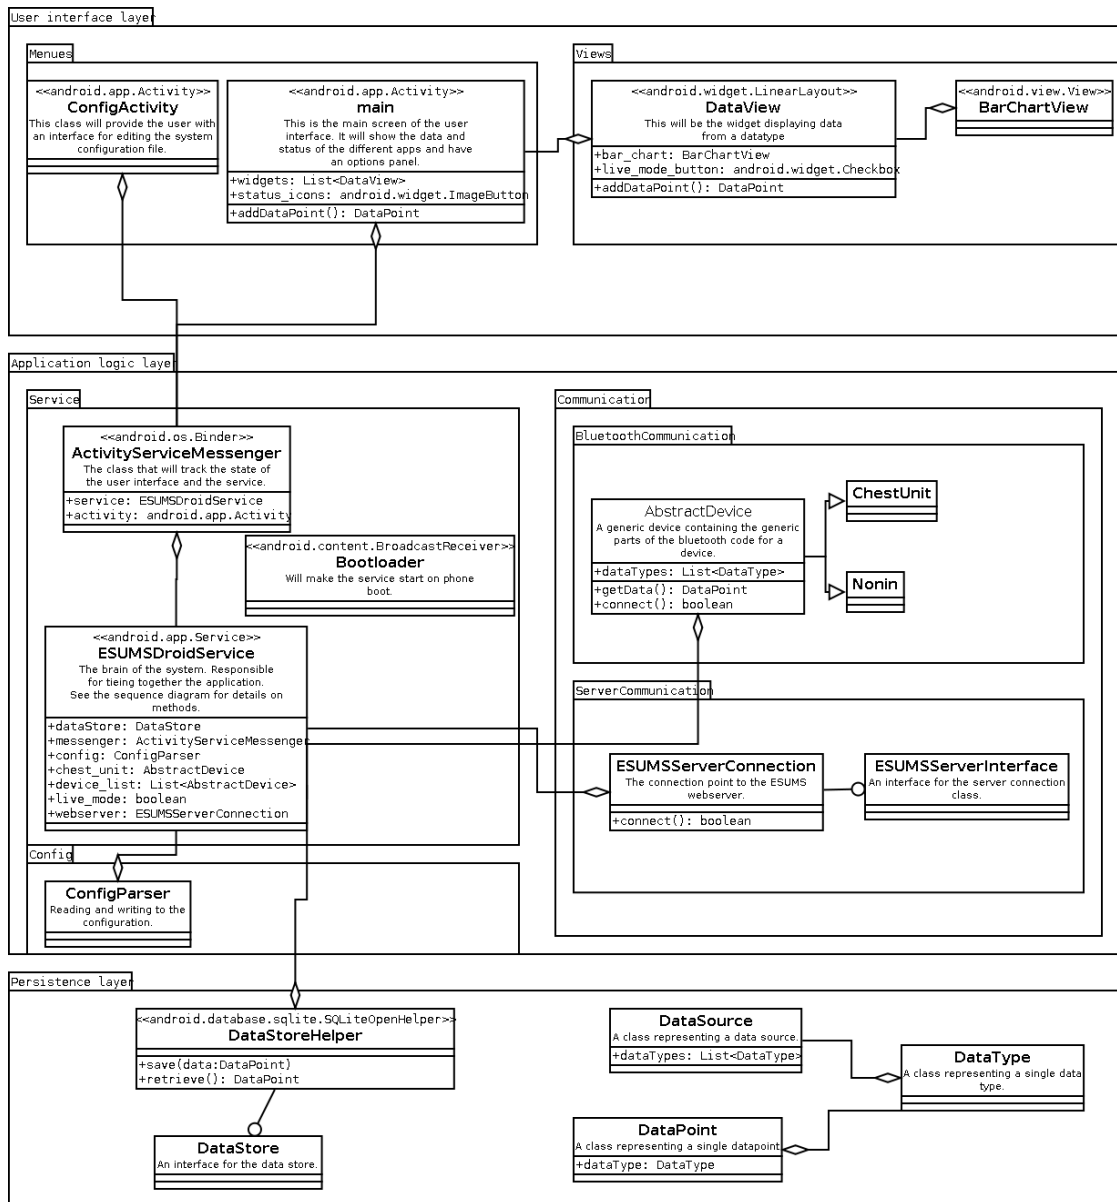 User interface layer
Menues
<<android.app.Activity>>
ConfigActivity
This class will provide the user with
an interface for editing the system
configuration file.
<<android.app.Activity>>
main
This is the main screen of the user
interface. It will show the data and
status of the different apps and have
an options panel.
+widgets: List<DataView>
+status_icons: android.widget.ImageButton
+addDataPoint(): DataPoint
Views
<<android.widget.LinearLayout>>
DataView
This will be the widget displaying data
from a datatype
+bar_chart: BarChartView
+live_mode_button: android.widget.Checkbox
+addDataPoint(): DataPoint
<<android.view.View>>
BarChartView
Application logic layer
Service
<<android.os.Binder>>
ActivityServiceMessenger
The class that will track the state of
the user interface and the service.
+service: ESUMSDroidService
+activity: android.app.Activity
<<android.content.BroadcastReceiver>>
Bootloader
Will make the service start on phone
boot.
<<android.app.Service>>
ESUMSDroidService
The brain of the system. Responsible
for tieing together the application.
See the sequence diagram for details on
methods.
+dataStore: DataStore
+messenger: ActivityServiceMessenger
+config: ConfigParser
+chest_unit: AbstractDevice
+device_list: List<AbstractDevice>
+live_mode: boolean
+webserver: ESUMSServerConnection
Config
ConfigParser
Reading and writing to the
configuration.
Communication
BluetoothCommunication
AbstractDevice
A generic device containing the generic
parts of the bluetooth code for a
device.
+dataTypes: List<DataType>
+getData(): DataPoint
+connect(): boolean
ChestUnit
Nonin
ServerCommunication
ESUMSServerConnection
The connection point to the ESUMS
webserver.
+connect(): boolean
ESUMSServerInterface
An interface for the server connection
class.
Persistence layer
<<android.database.sqlite.SQLiteOpenHelper>>
DataStoreHelper
+save(data:DataPoint)
+retrieve(): DataPoint
DataStore
An interface for the data store.
DataSource
A class representing a data source.
+dataTypes: List<DataType>
DataType
A class representing a single data
type.
DataPoint
A class representing a single datapoint
+dataType: DataType